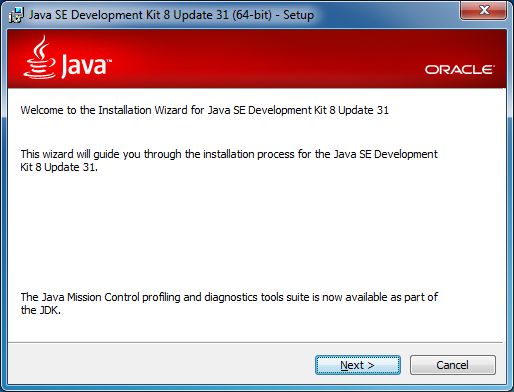 Java SE Development Kit 8 Update 31 (64-bit) - Setup
Java™
ORACLE®
Welcome to the Installation Wizard for Java SE Development Kit 8 Update 31
This wizard will guide you through the installation process for the Java SE Development
Kit 8 Update 31.
The Java Mission Control profiling and diagnostics tools suite is now available as part of
the JDK.
Next >
Cancel